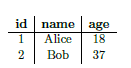 id name age
1 Alice 18
2 Bob 37